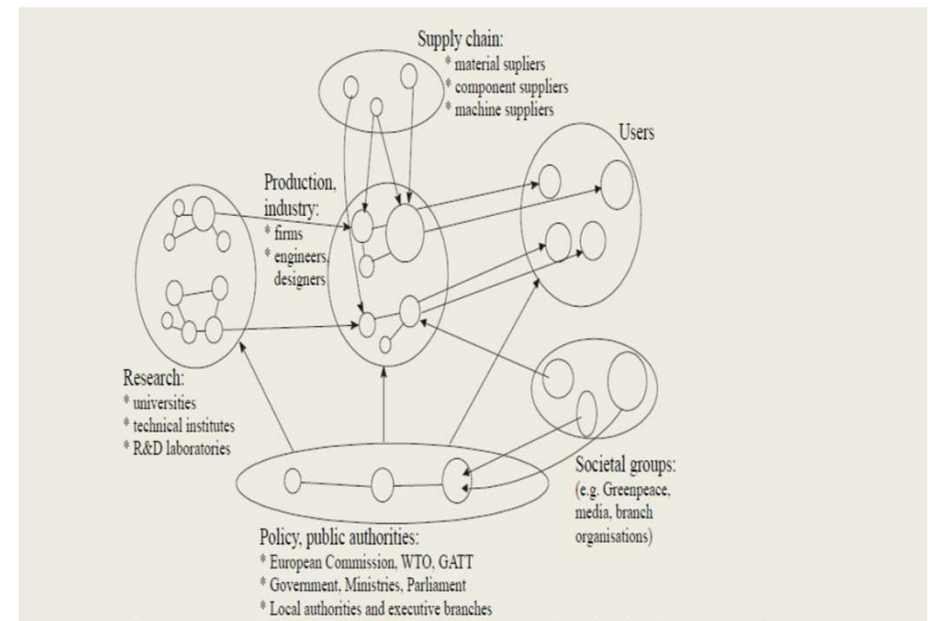 Supply chain:
* material supliers
* component suppliers
* machine suppliers
Users
Production,
industry:
* firms
* engineers,
designers
Research:
* universities
* technical institutes
* R&D laboratories
Societal groups:
(e.g. Greenpeace,
media, branch
organisations)
Policy, public authorities:
* European Commission, WTO, GATT
* Government, Ministries, Parliament
* Local authorities and executive branches